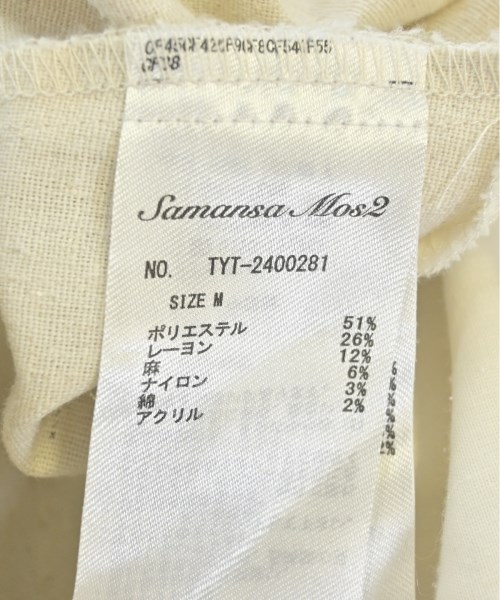 Samansa Mos2
NO. TYT-2400281
SIZE M
ポリエステル 51%
レーヨン 26%
麻 12%
ナイロン 6%
綿 3%
アクリル 2%